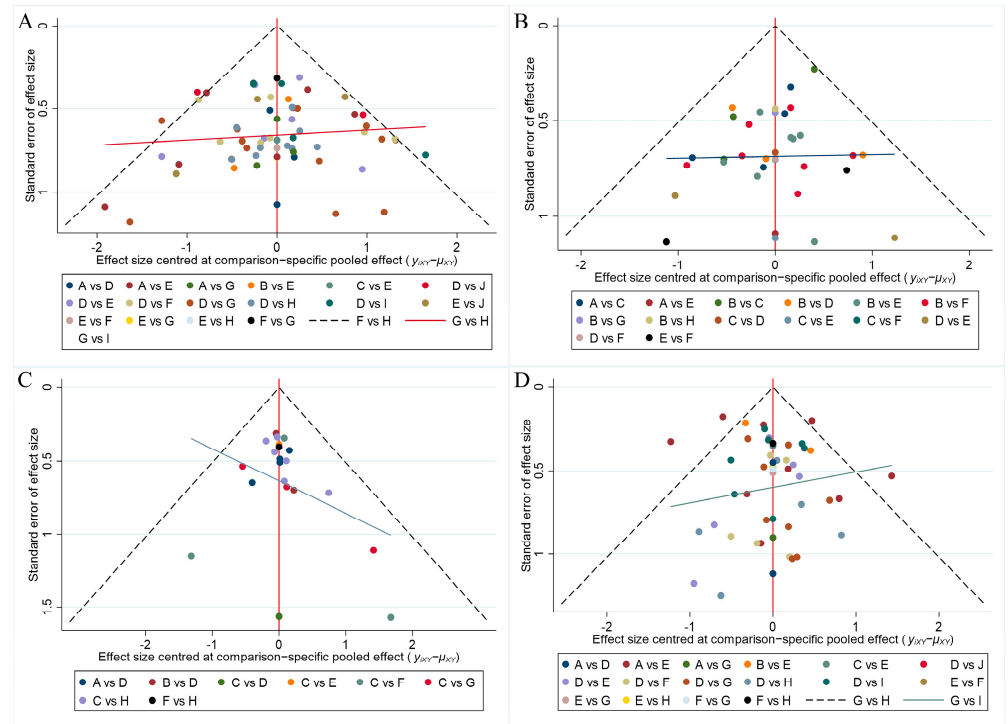 A
0
0.5
1
Standard error of effect size
-2
-1
0
1
2
Effect size centred at comparison-specific pooled effect (yiXY−μXY)
A vs D A vs E A vs G B vs E C vs E D vs J
D vs E D vs F D vs G D vs H D vs I E vs J
E vs F E vs G E vs H F vs G F vs H G vs H
G vs I
B
0
0.5
1
Standard error of effect size
-2
-1
0
1
2
Effect size centred at comparison-specific pooled effect (yiXY−μXY)
A vs C A vs E B vs C B vs D B vs E B vs F
B vs G B vs H C vs D C vs E C vs F D vs E
D vs F E vs F
C
0
0.5
1
1.5
Standard error of effect size
-2
-1
0
1
2
Effect size centred at comparison-specific pooled effect (yiXY−μXY)
A vs D B vs D C vs D C vs E C vs F C vs G
C vs H F vs H
D
0
0.5
1
Standard error of effect size
-2
-1
0
1
2
Effect size centred at comparison-specific pooled effect (yiXY−μXY)
A vs D A vs E A vs G B vs E C vs E D vs J
D vs E D vs F D vs G D vs H D vs I E vs F
E vs G E vs H F vs G F vs H G vs H G vs I